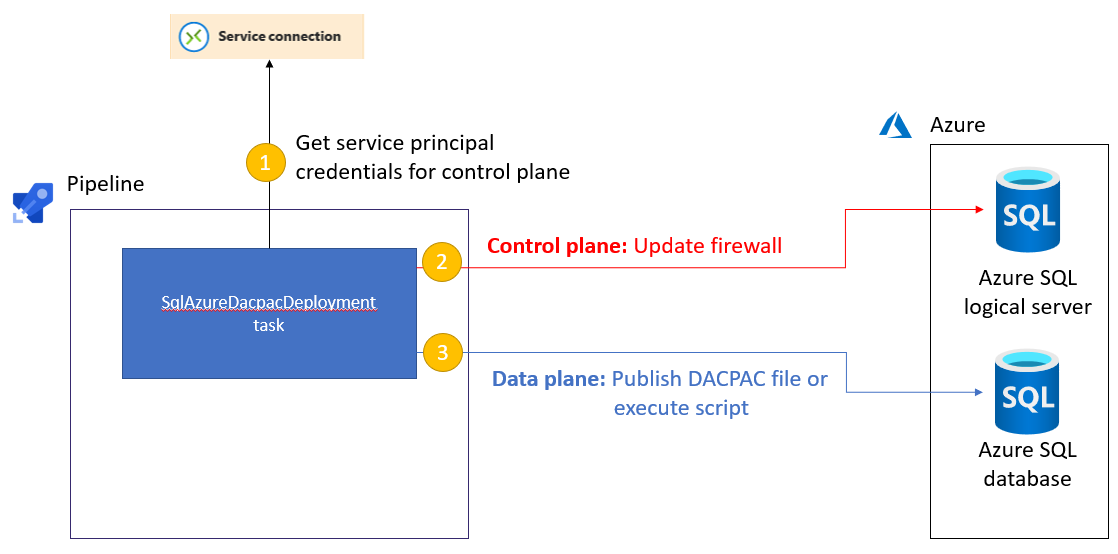 Service connection
1
Get service principal
credentials for control plane
Azure
Pipeline
SQL
2
Control plane: Update firewall
Azure SQL
logical server
SqlAzureDacpacDeployment
task
3
Data plane: Publish DACPAC file or
execute script
SQL
Azure SQL
database